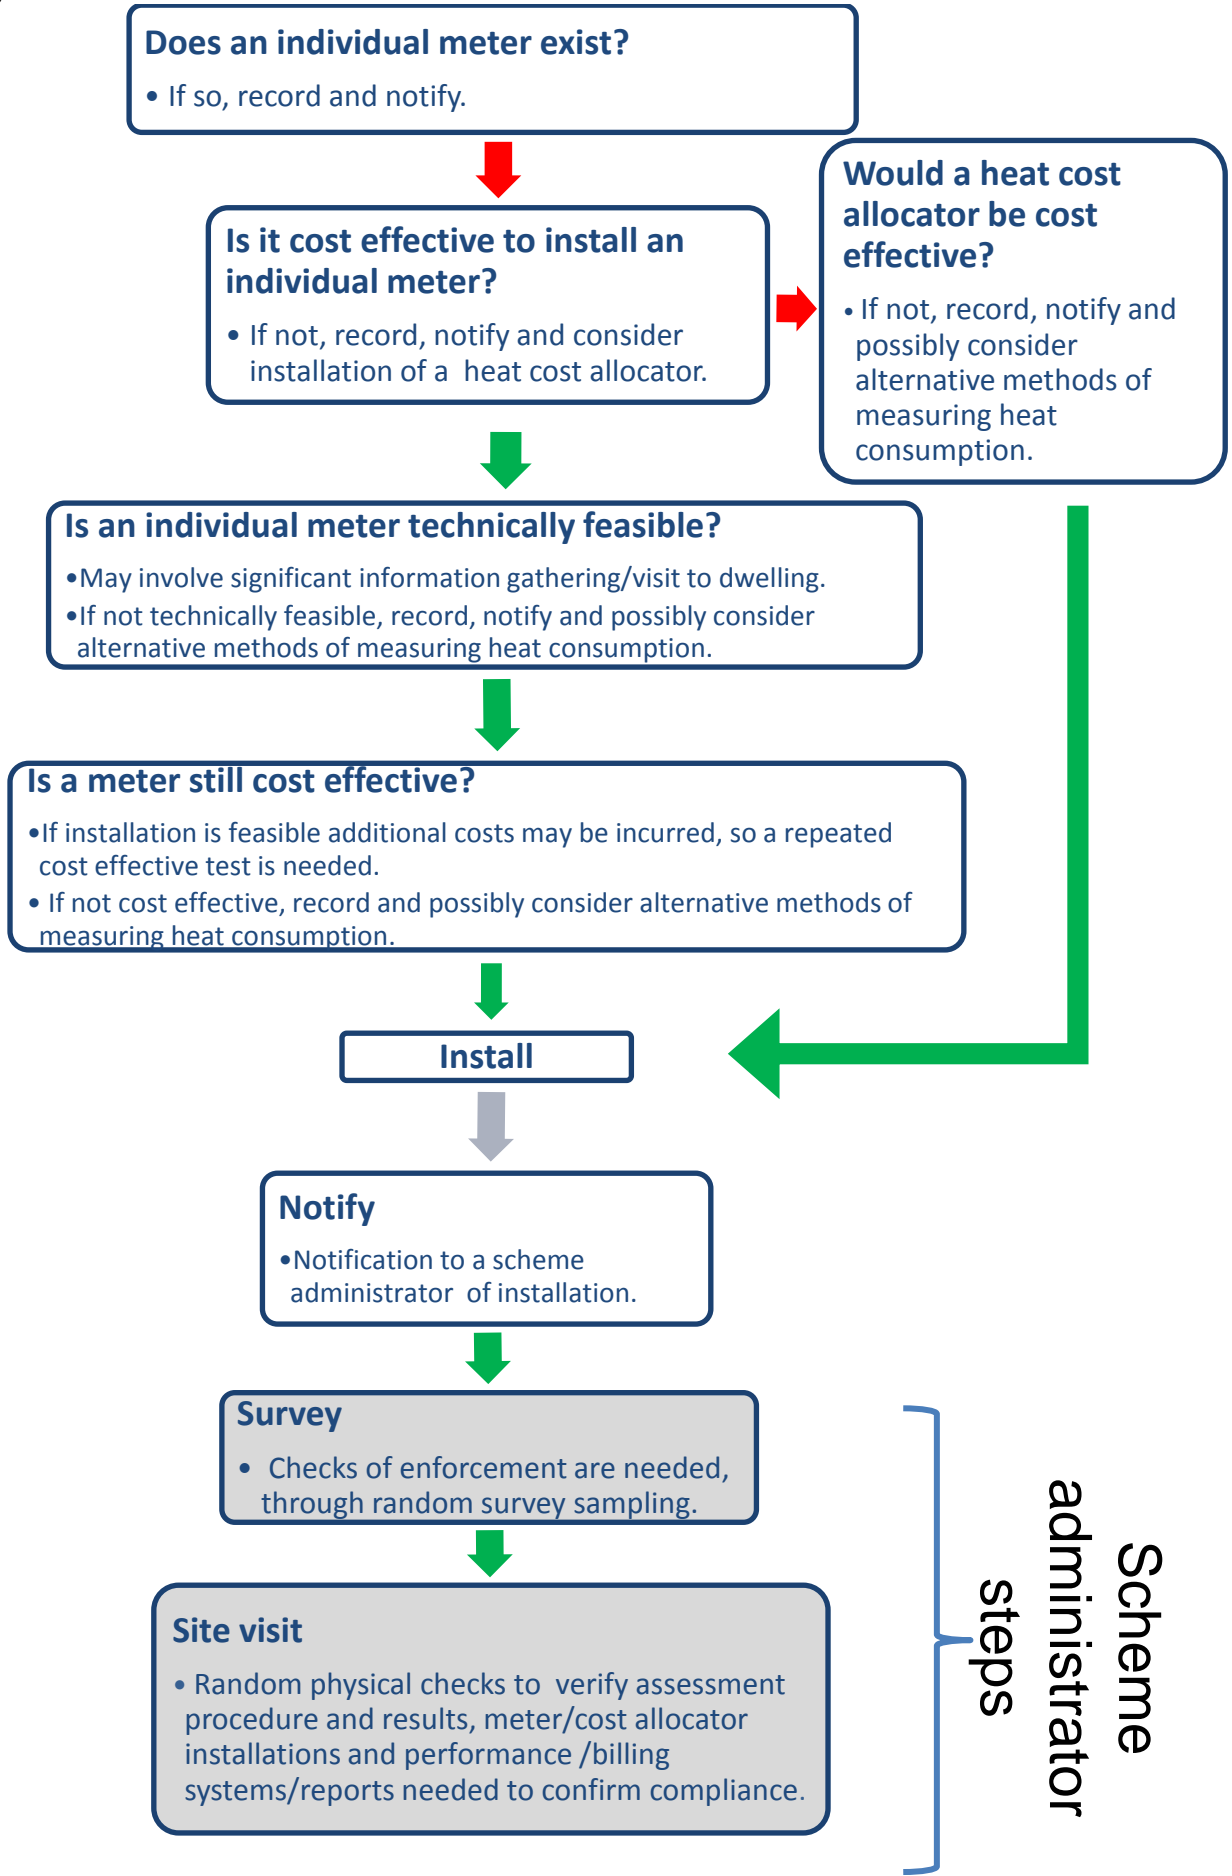 Does an individual meter exist?
• If so, record and notify.
Is it cost effective to install an
individual meter?
• If not, record, notify and consider
installation of a heat cost allocator.
Would a heat cost
allocator be cost
effective?
• If not, record, notify and
possibly consider
alternative methods of
measuring heat
consumption.
Is an individual meter technically feasible?
•May involve significant information gathering/visit to dwelling.
•If not technically feasible, record, notify and possibly consider
alternative methods of measuring heat consumption.
Is a meter still cost effective?
•If installation is feasible additional costs may be incurred, so a repeated
cost effective test is needed.
• If not cost effective, record and possibly consider alternative methods of
measuring heat consumption.
Install
Notify
•Notification to a scheme
administrator of installation.
Survey
• Checks of enforcement are needed,
through random survey sampling.
Site visit
• Random physical checks to verify assessment
procedure and results, meter/cost allocator
installations and performance /billing
systems/reports needed to confirm compliance.
Scheme
administrator
steps